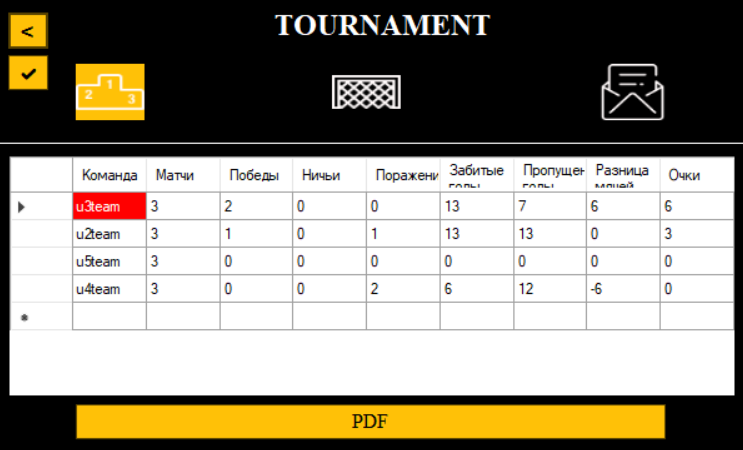 <
TOURNAMENT
1
2 3
Команда Матчи Победы Ничьи Поражени Забитые Пропущен Разница Очки
голы голы мячей
u3team 3 2 0 0 13 7 6 6
u2team 3 1 0 1 13 13 0 3
u5team 3 0 0 0 0 0 0 0
u4team 3 0 0 2 6 12 -6 0
PDF